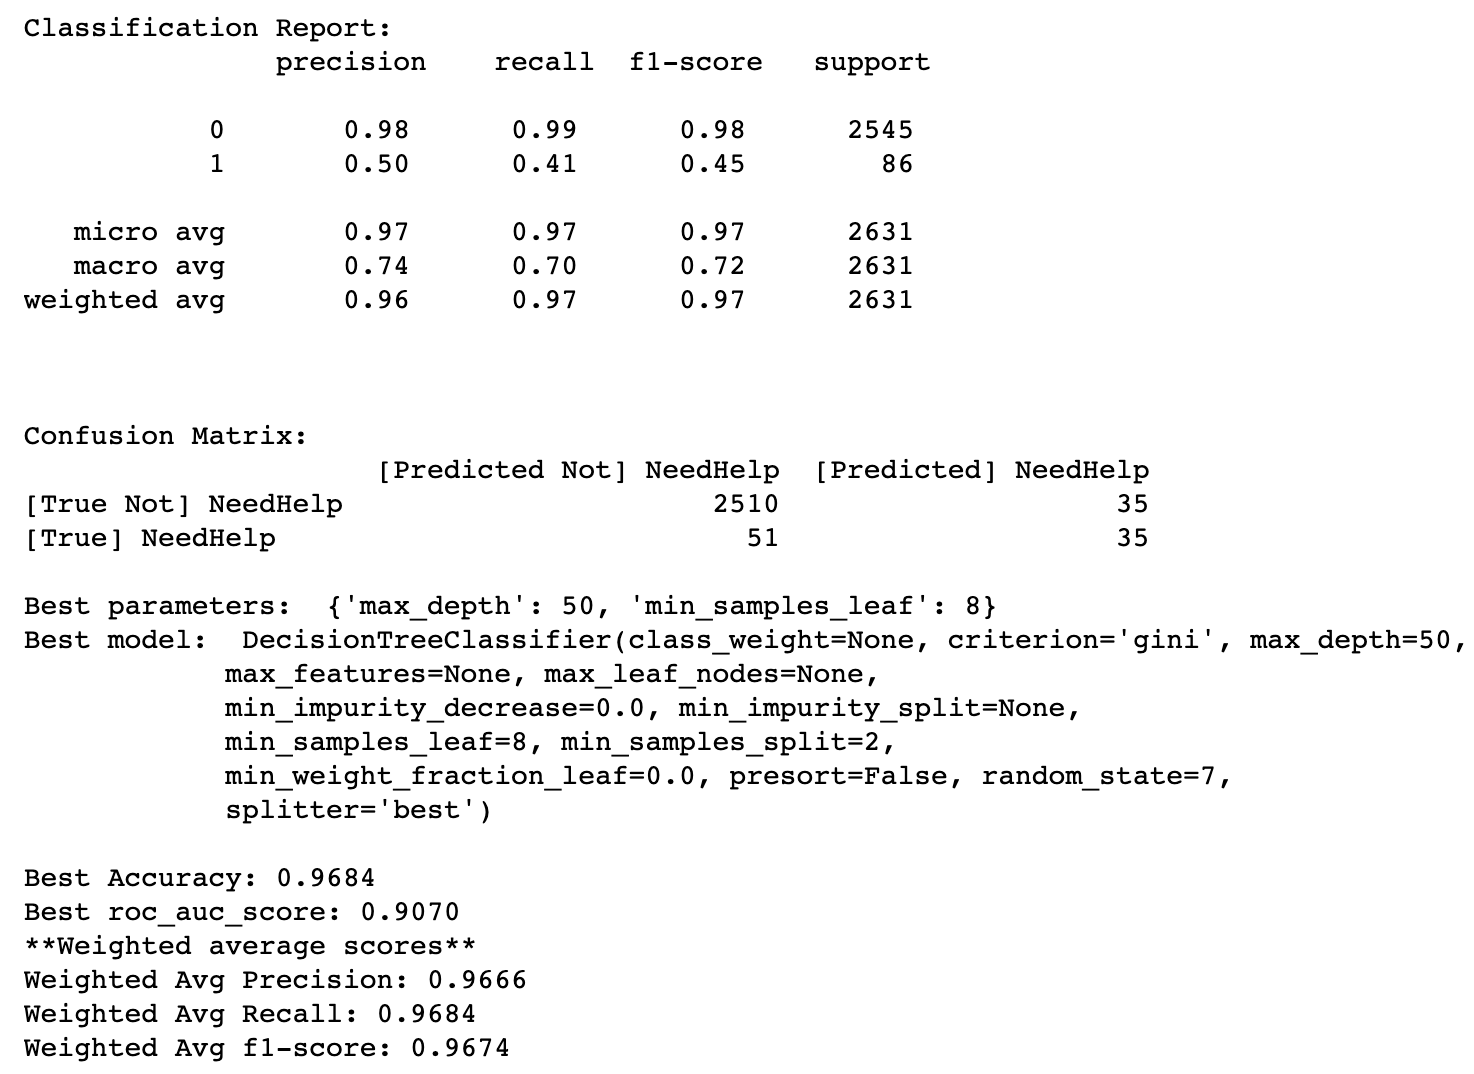 Classification Report:
precision recall f1-score support
0 0.98 0.99 0.98 2545
1 0.50 0.41 0.45 86
micro avg 0.97 0.97 0.97 2631
macro avg 0.74 0.70 0.72 2631
weighted avg 0.96 0.97 0.97 2631
Confusion Matrix:
[Predicted Not] NeedHelp [Predicted] NeedHelp
[True Not] NeedHelp 2510 35
[True] NeedHelp 51 35
Best parameters: {'max_depth': 50, 'min_samples_leaf': 8}
Best model: DecisionTreeClassifier(class_weight=None, criterion='gini', max_depth=50,
max_features=None, max_leaf_nodes=None,
min_impurity_decrease=0.0, min_impurity_split=None,
min_samples_leaf=8, min_samples_split=2,
min_weight_fraction_leaf=0.0, presort=False, random_state=7,
splitter='best')
Best Accuracy: 0.9684
Best roc_auc_score: 0.9070
**Weighted average scores**
Weighted Avg Precision: 0.9666
Weighted Avg Recall: 0.9684
Weighted Avg f1-score: 0.9674